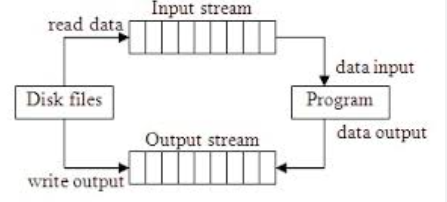 Input stream
read data
data input
Disk files
Program
Output stream
data output
write output